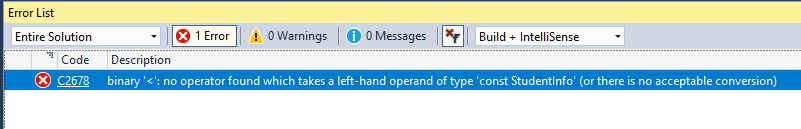 Error List
Entire Solution 1 Error 0 Warnings 0 Messages Build + IntelliSense
Code Description
C2678 binary '<': no operator found which takes a left-hand operand of type 'const StudentInfo' (or there is no acceptable conversion)